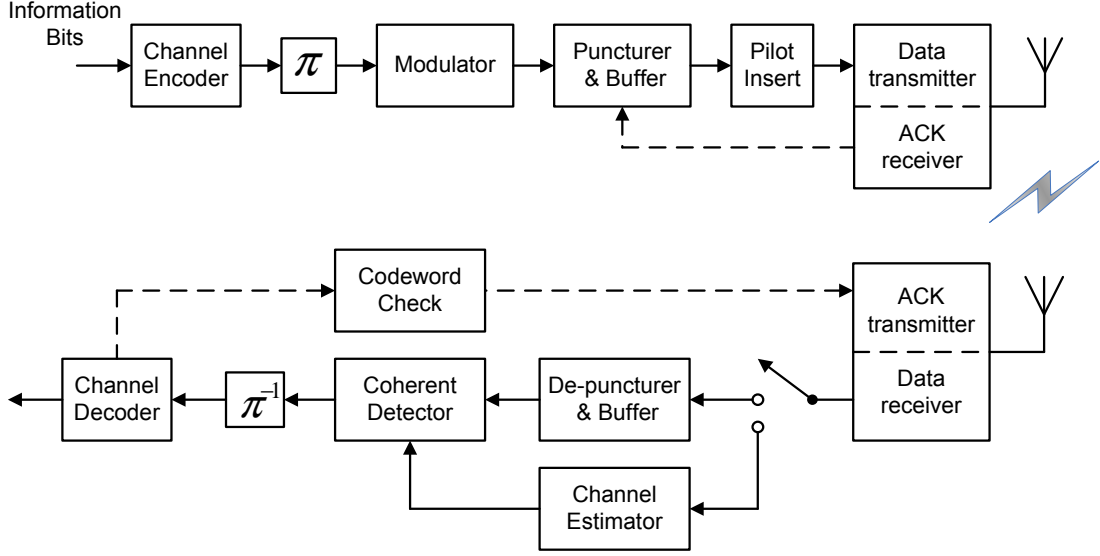 Information
Bits
Channel
Encoder
π
Modulator
Puncturer
& Buffer
Pilot
Insert
Data
transmitter
ACK
receiver
Codeword
Check
ACK
transmitter
Data
receiver
Channel
Decoder
π⁻¹
Coherent
Detector
De-puncturer
& Buffer
Channel
Estimator